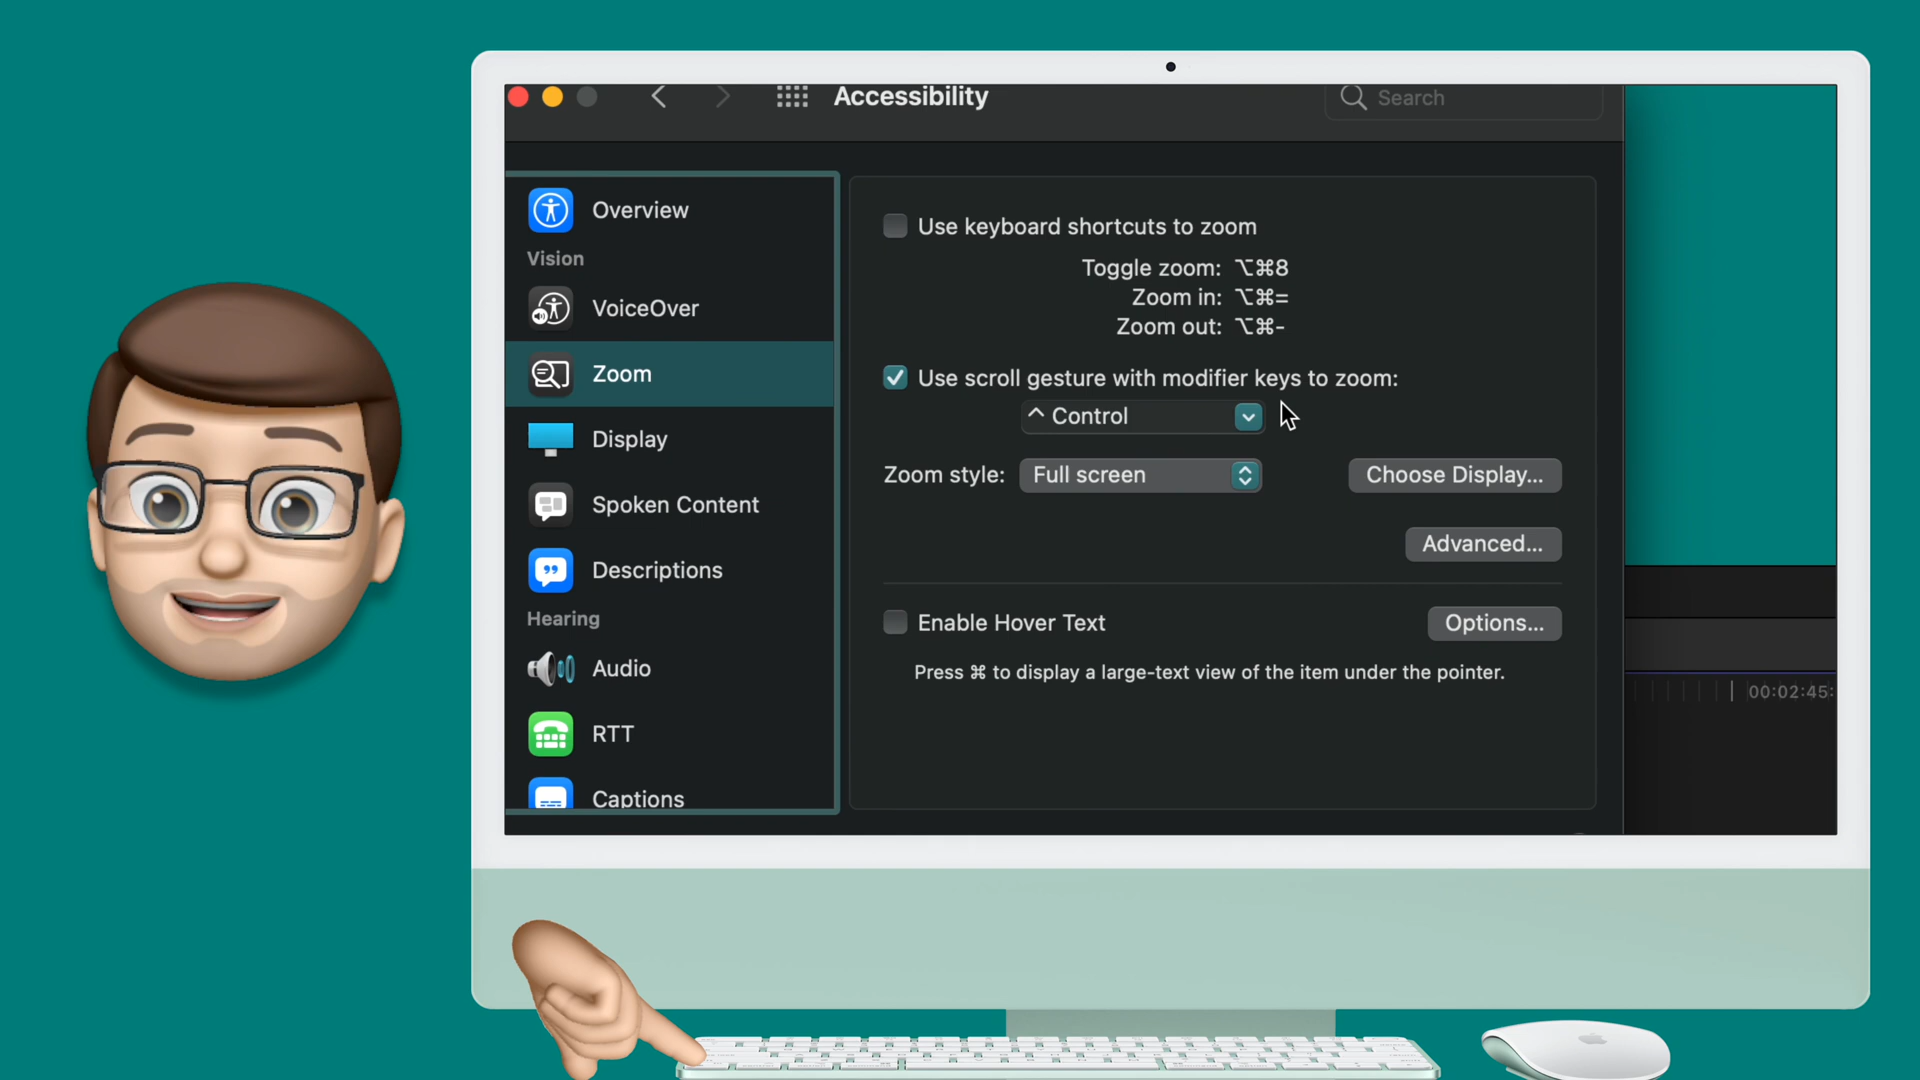 Accessibility
Search
Overview
Vision
VoiceOver
Zoom
Display
Spoken Content
Descriptions
Hearing
Audio
RTT
Captions
Use keyboard shortcuts to zoom
Toggle zoom: ⌥⌘8
Zoom in: ⌥⌘=
Zoom out: ⌥⌘-
Use scroll gesture with modifier keys to zoom:
^ Control
Zoom style: Full screen
Choose Display...
Advanced...
Enable Hover Text
Options...
Press ⌘ to display a large-text view of the item under the pointer.
00:02:45: